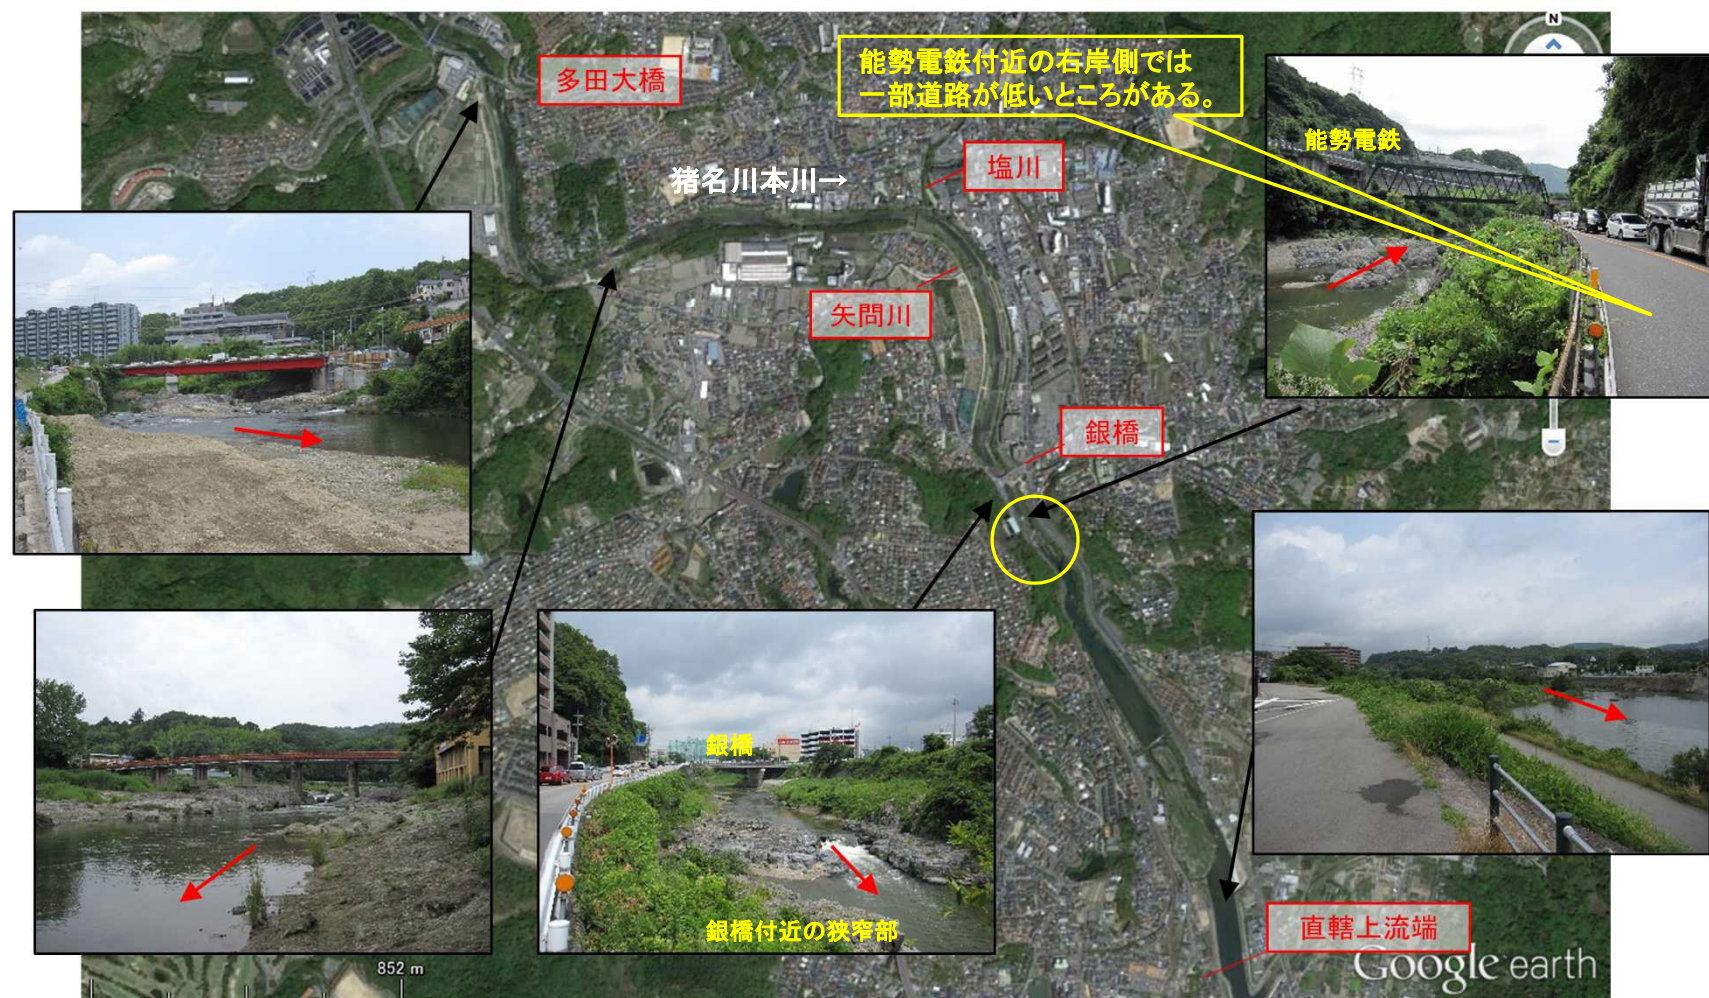 多田大橋
能勢電鉄付近の右岸側では
一部道路が低いところがある。
N
能勢電鉄
塩川
猪名川本川→
矢問川
銀橋
銀橋
銀橋付近の狭窄部
直轄上流端
852 m
Google earth